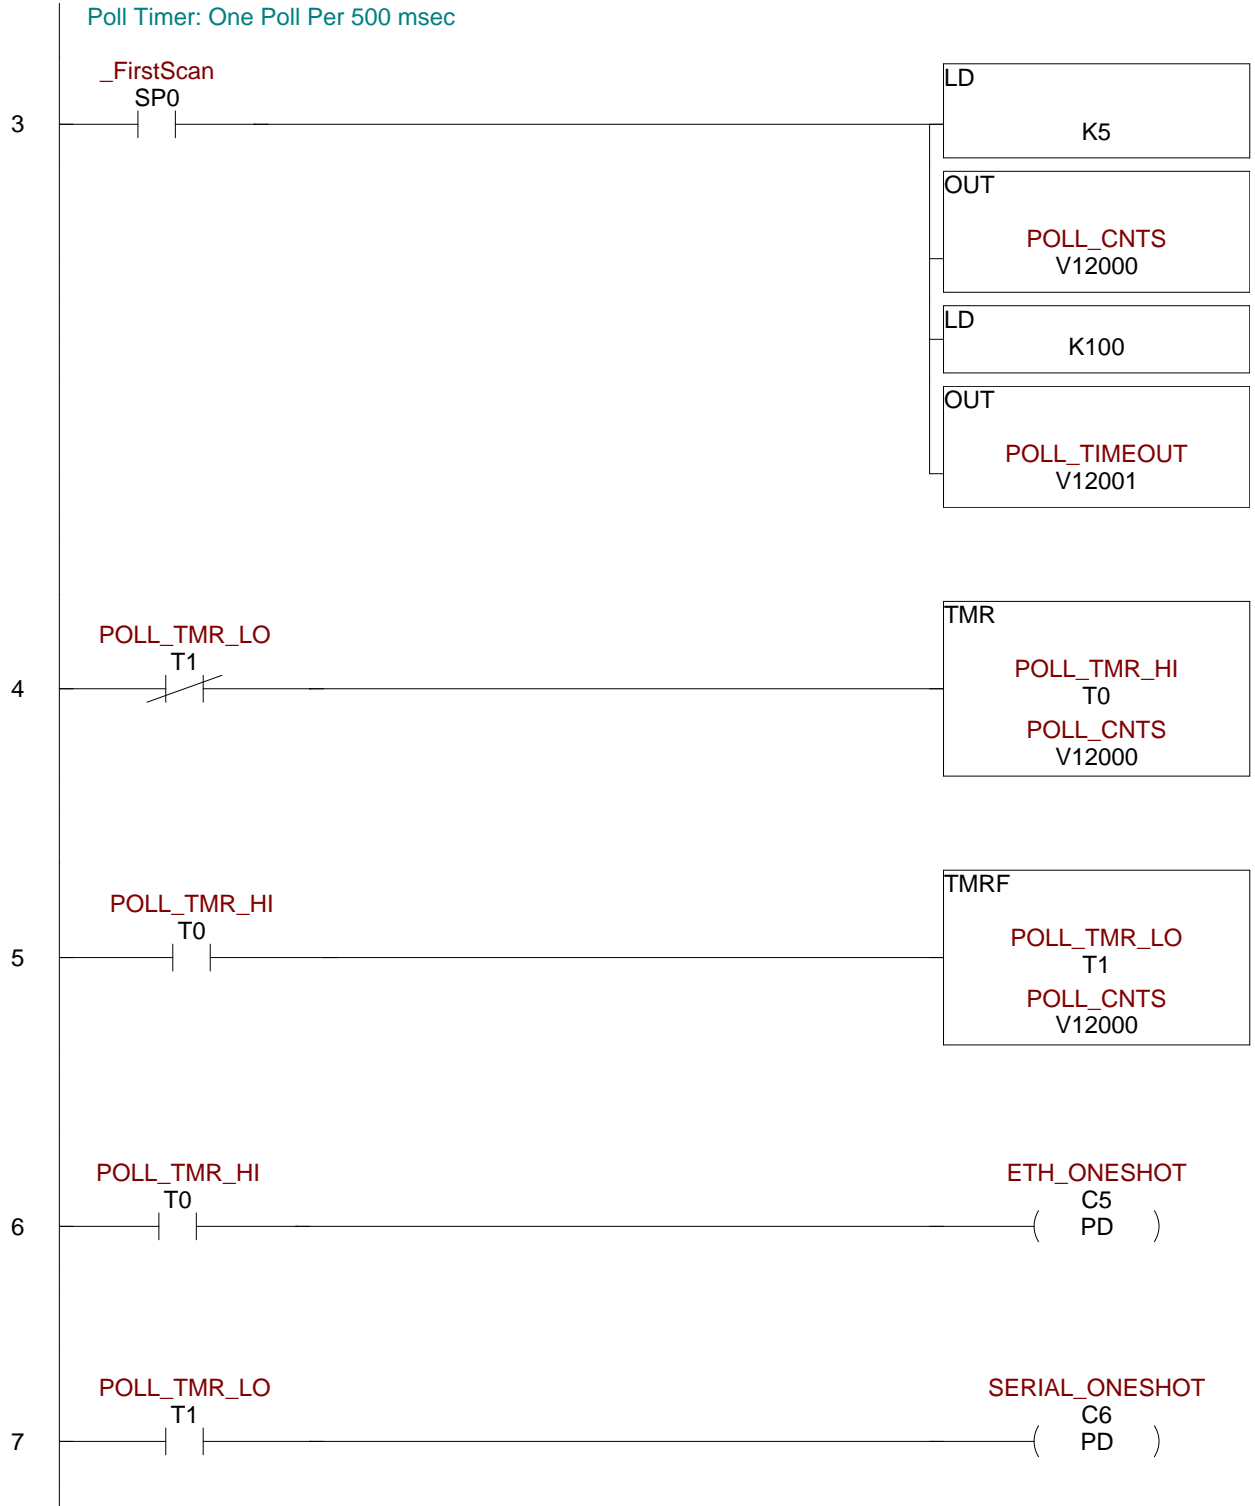 Poll Timer: One Poll Per 500 msec
_FirstScan
SP0
3
LD
K5
OUT
POLL_CNTS
V12000
LD
K100
OUT
POLL_TIMEOUT
V12001
POLL_TMR_LO
T1
4
TMR
POLL_TMR_HI
T0
POLL_CNTS
V12000
POLL_TMR_HI
T0
5
TMRF
POLL_TMR_LO
T1
POLL_CNTS
V12000
POLL_TMR_HI
T0
6
ETH_ONESHOT
C5
PD
POLL_TMR_LO
T1
7
SERIAL_ONESHOT
C6
PD